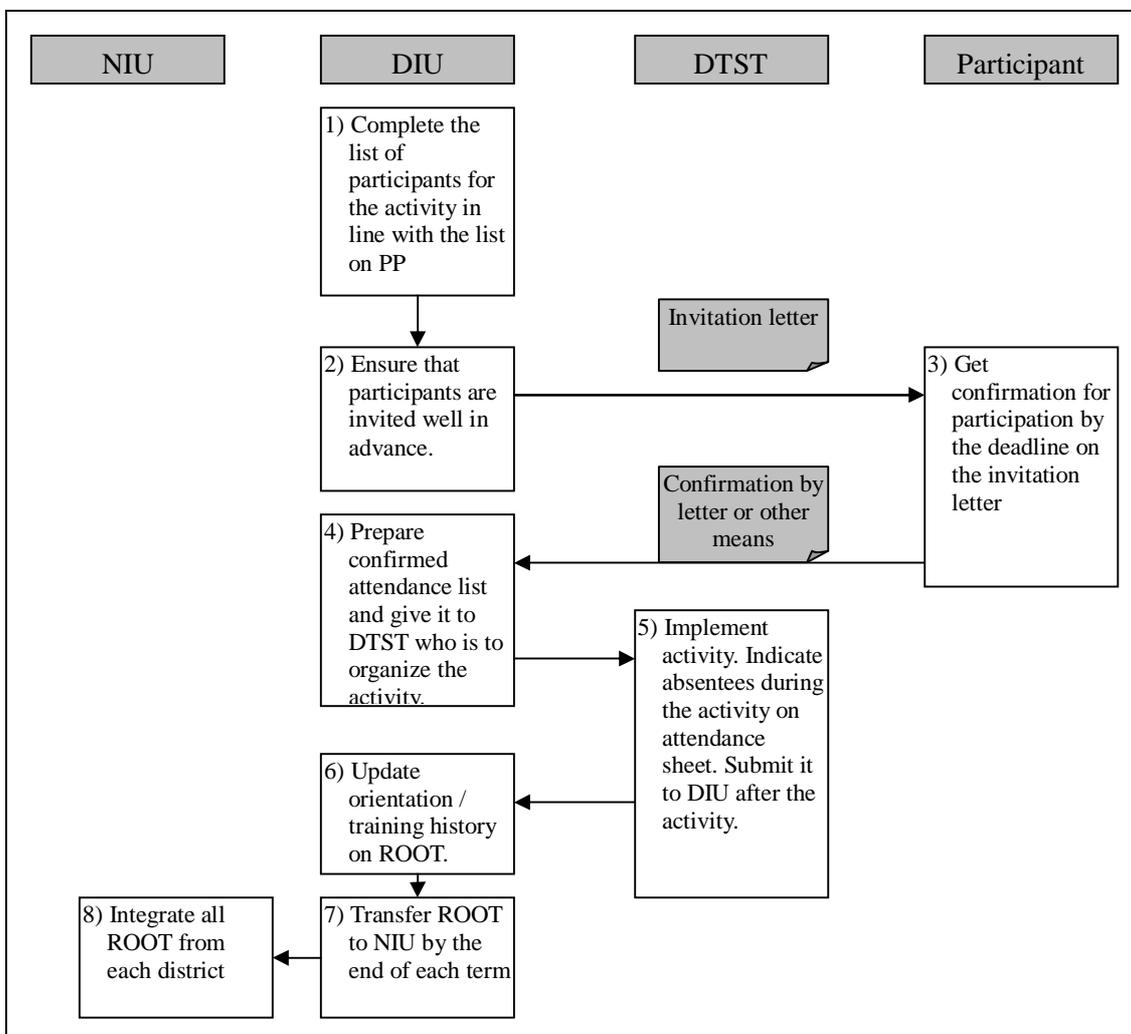 NIU
DIU
DTST
Participant
1) Complete the
list of
participants for
the activity in
line with the list
on PP
Invitation letter
2) Ensure that
participants are
invited well in
advance.
3) Get
confirmation for
participation by
the deadline on
the invitation
letter
Confirmation by
letter or other
means
4) Prepare
confirmed
attendance list
and give it to
DTST who is to
organize the
activity.
5) Implement
activity. Indicate
absentees during
the activity on
attendance
sheet. Submit it
to DIU after the
activity.
6) Update
orientation /
training history
on ROOT.
7) Transfer ROOT
to NIU by the
end of each term
8) Integrate all
ROOT from
each district